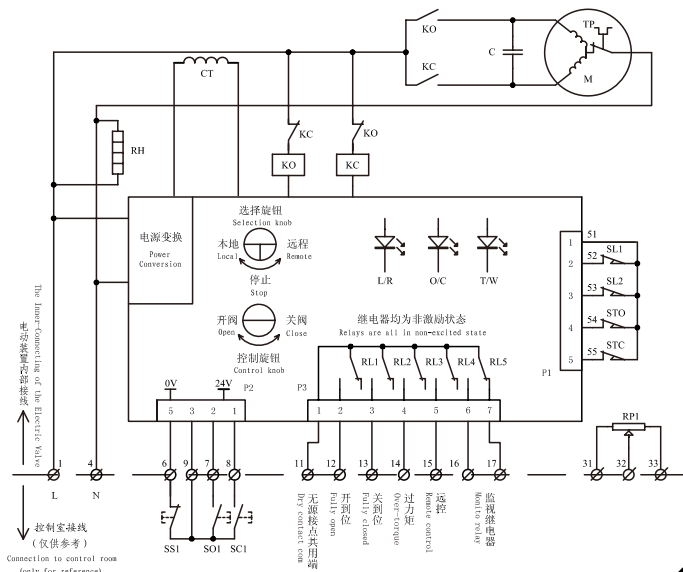 KO
TP
C
KC
M
CT
RH
KC
KO
KO
KC
电源变换
Power
Conversion
选择旋钮
Selection knob
本地
Local
远程
Remote
停止
Stop
开阀
Open
关阀
Close
控制旋钮
Control knob
L/R
O/C
T/W
继电器均为非激励状态
Relays are all in non-excited state
RL1
RL2
RL3
RL4
RL5
51
1
52
SL1
2
53
SL2
3
54
STO
4
55
STC
5
P1
0V
24V
P2
5
3
2
1
P3
1
2
3
4
5
6
7
The Inner-Connecting of the Electric Valve
电动装置内部接线
1
4
6
9
7
8
11
12
13
14
15
16
17
RP1
31
32
33
L
N
SS1
SO1
SC1
无源接点共用端
Dry contact com
开到位
Fully open
关到位
Fully closed
过力矩
Over-torque
远控
Remote control
监视继电器
Monito relay
控制室接线
(仅供参考)
Connection to control room
(only for reference)